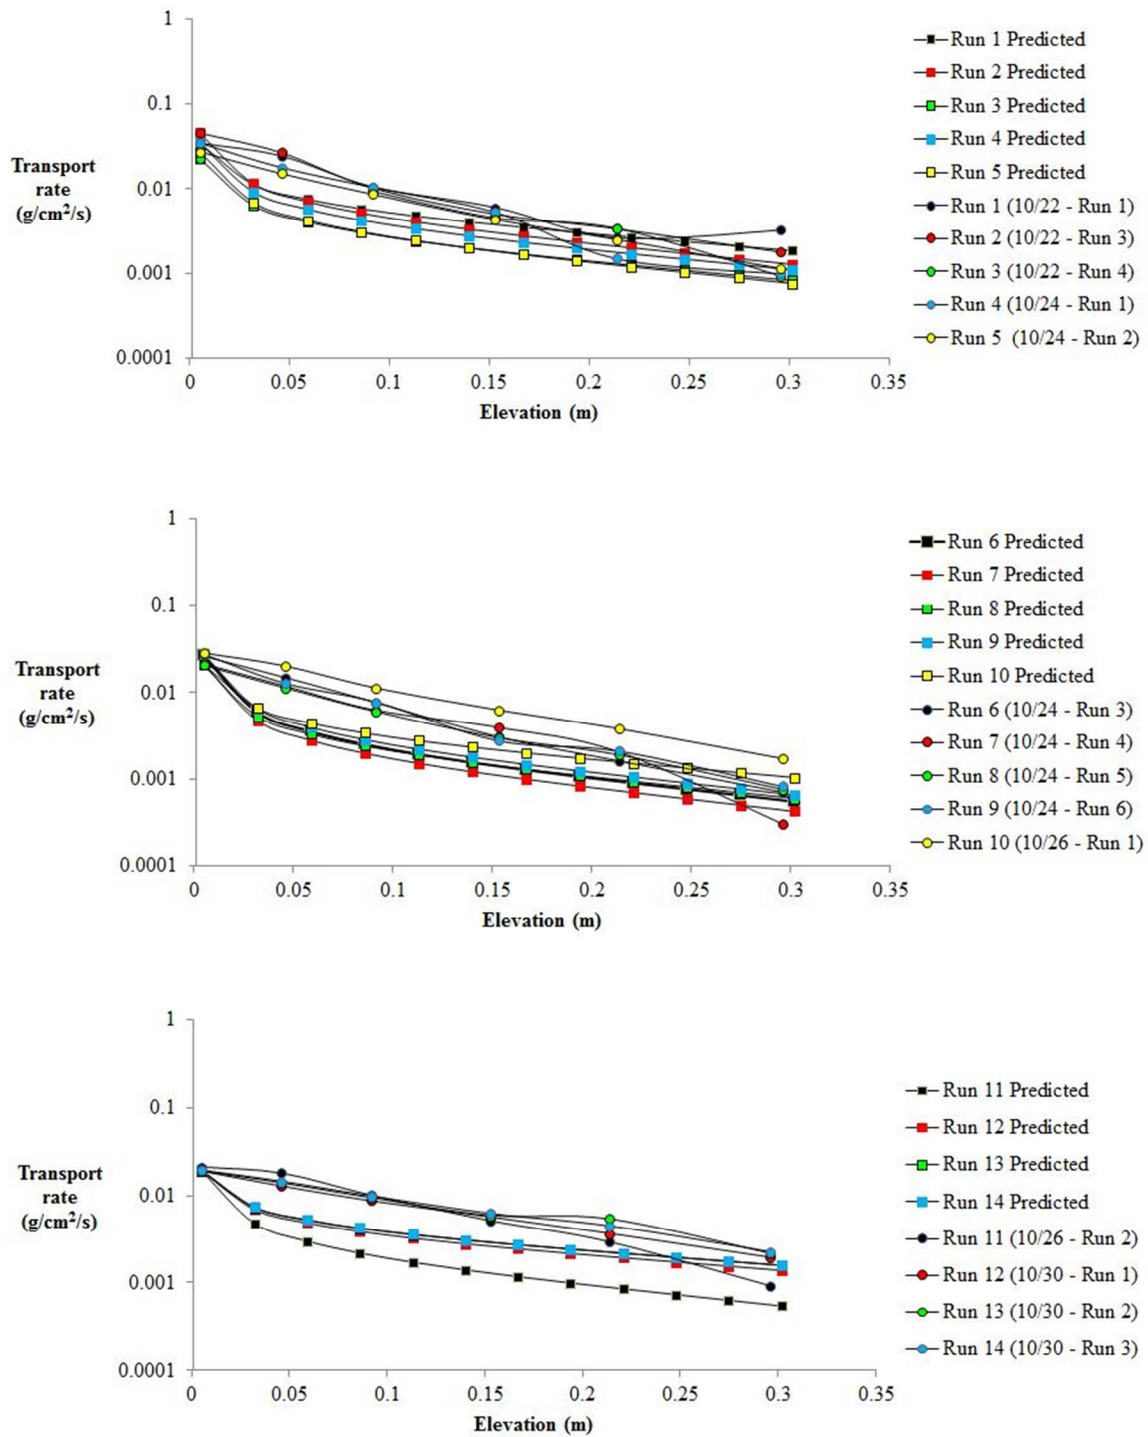 1
0.1
Transport
rate
(g/cm²/s)
0.01
0.001
0.0001
0 0.05 0.1 0.15 0.2 0.25 0.3 0.35
Elevation (m)
Run 1 Predicted
Run 2 Predicted
Run 3 Predicted
Run 4 Predicted
Run 5 Predicted
Run 1 (10/22 - Run 1)
Run 2 (10/22 - Run 3)
Run 3 (10/22 - Run 4)
Run 4 (10/24 - Run 1)
Run 5 (10/24 - Run 2)
1
0.1
Transport
rate
(g/cm²/s)
0.01
0.001
0.0001
0 0.05 0.1 0.15 0.2 0.25 0.3 0.35
Elevation (m)
Run 6 Predicted
Run 7 Predicted
Run 8 Predicted
Run 9 Predicted
Run 10 Predicted
Run 6 (10/24 - Run 3)
Run 7 (10/24 - Run 4)
Run 8 (10/24 - Run 5)
Run 9 (10/24 - Run 6)
Run 10 (10/26 - Run 1)
1
0.1
Transport
rate
(g/cm²/s)
0.01
0.001
0.0001
0 0.05 0.1 0.15 0.2 0.25 0.3 0.35
Elevation (m)
Run 11 Predicted
Run 12 Predicted
Run 13 Predicted
Run 14 Predicted
Run 11 (10/26 - Run 2)
Run 12 (10/30 - Run 1)
Run 13 (10/30 - Run 2)
Run 14 (10/30 - Run 3)